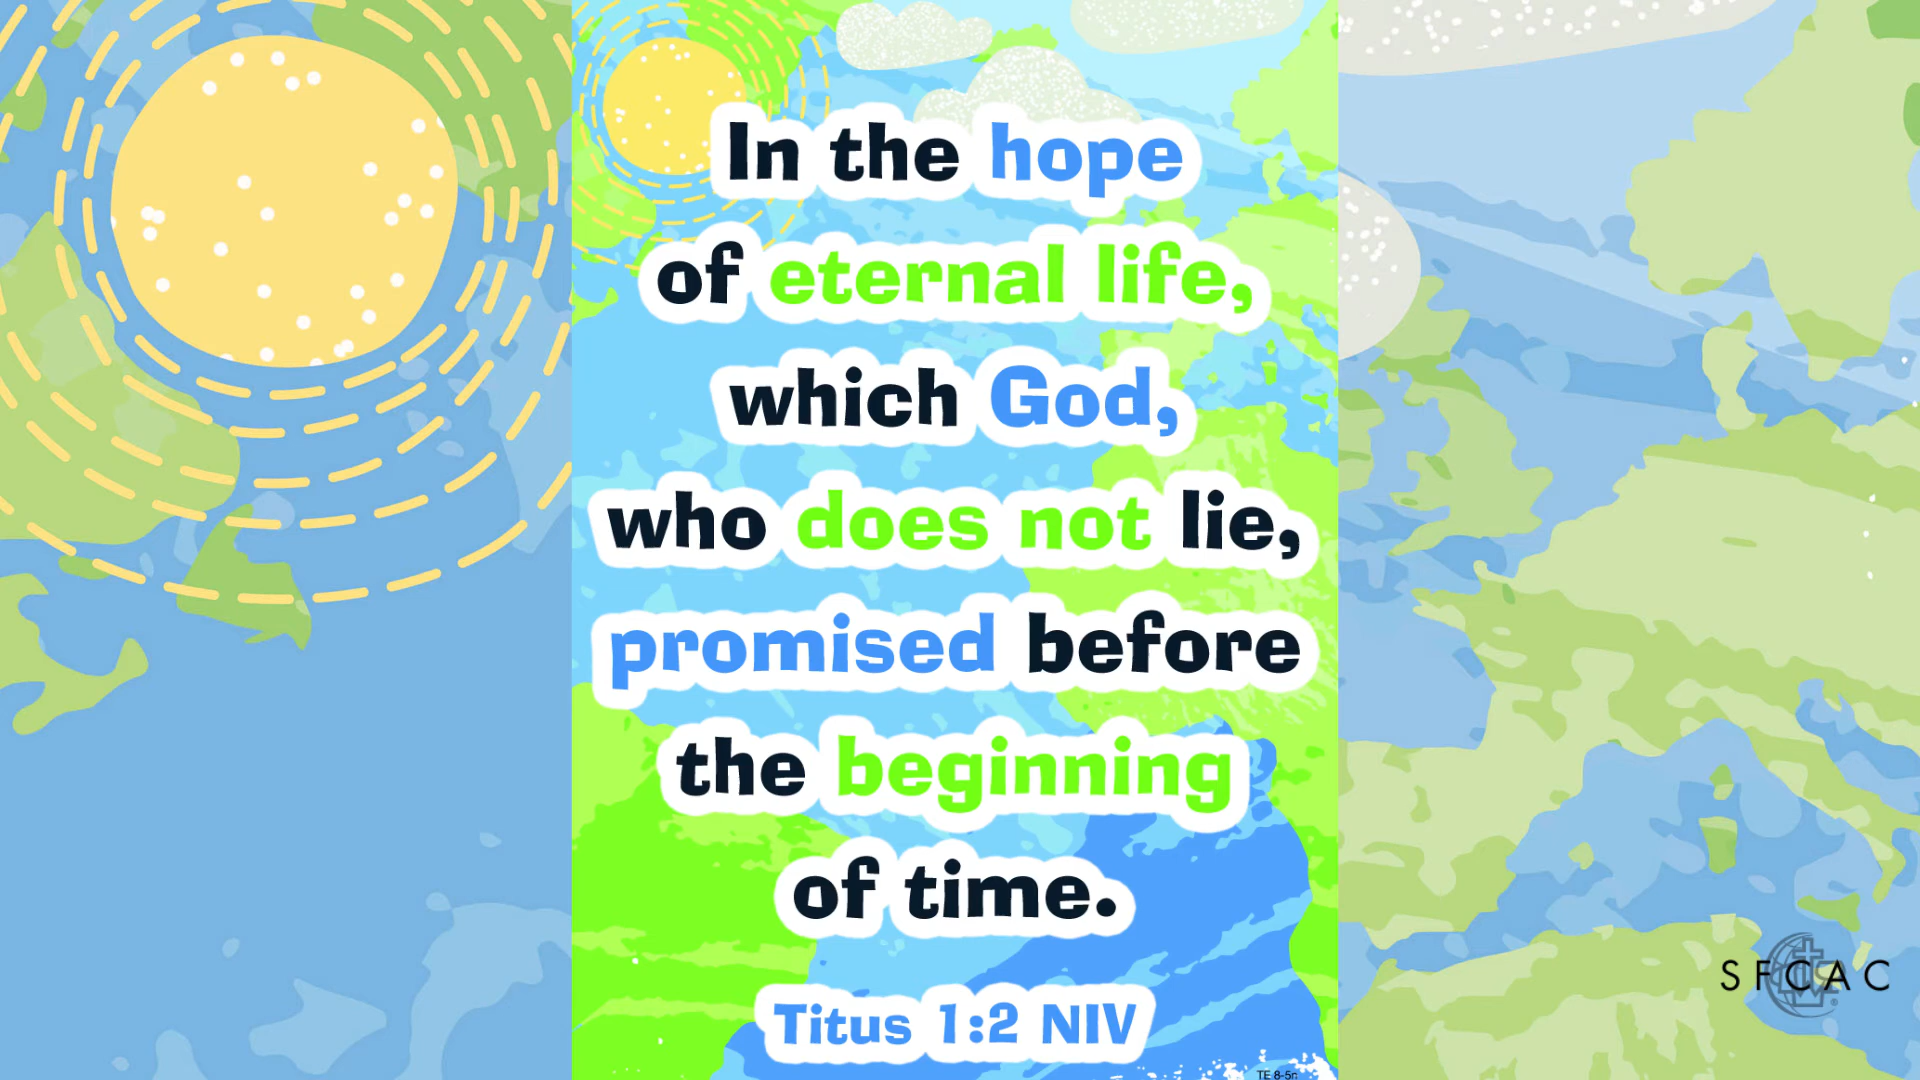 In the hope
of eternal life,
which God,
who does not lie,
promised before
the beginning
of time.
Titus 1:2 NIV
SFCAC